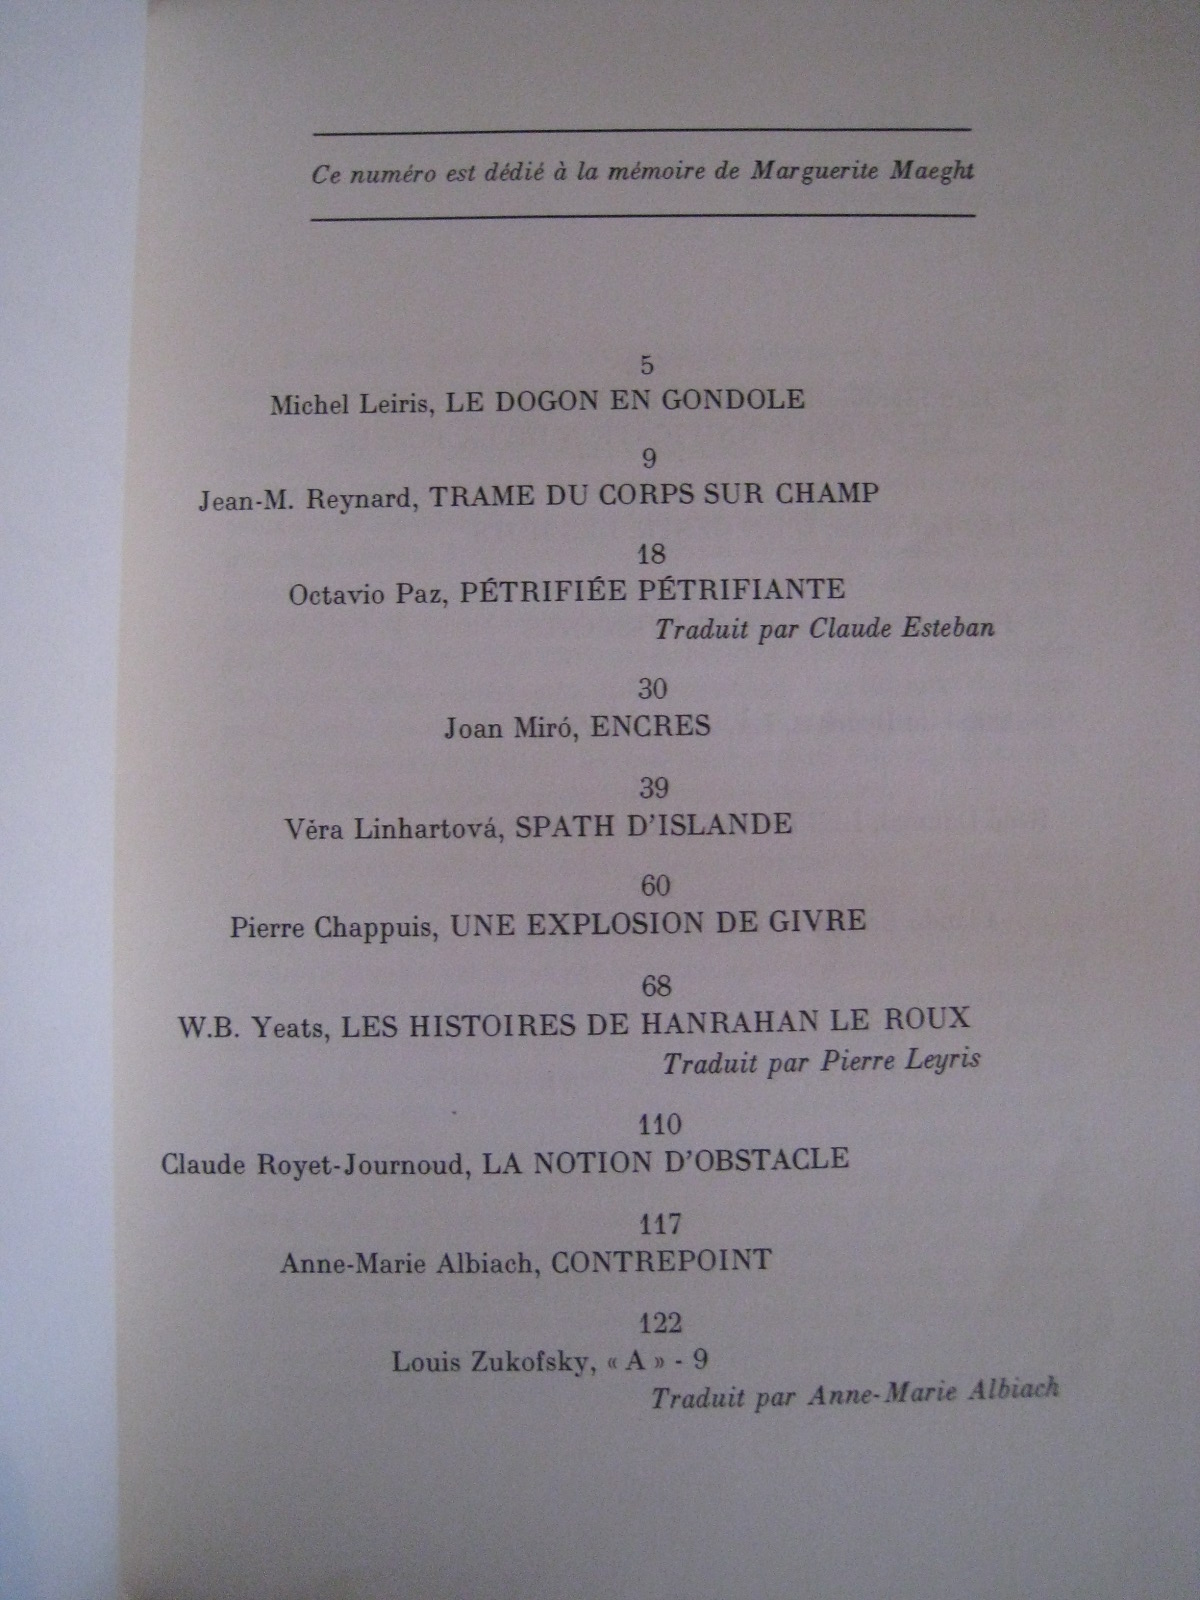 Ce numéro est dédié à la mémoire de Marguerite Maeght
5
Michel Leiris, LE DOGON EN GONDOLE
9
Jean-M. Reynard, TRAME DU CORPS SUR CHAMP
18
Octavio Paz, PÉTRIFIÉE PÉTRIFIANTE
Traduit par Claude Esteban
30
Joan Miró, ENCRES
39
Věra Linhartová, SPATH D'ISLANDE
60
Pierre Chappuis, UNE EXPLOSION DE GIVRE
68
W.B. Yeats, LES HISTOIRES DE HANRAHAN LE ROUX
Traduit par Pierre Leyris
110
Claude Royet-Journoud, LA NOTION D'OBSTACLE
117
Anne-Marie Albiach, CONTREPOINT
122
Louis Zukofsky, « A » - 9
Traduit par Anne-Marie Albiach